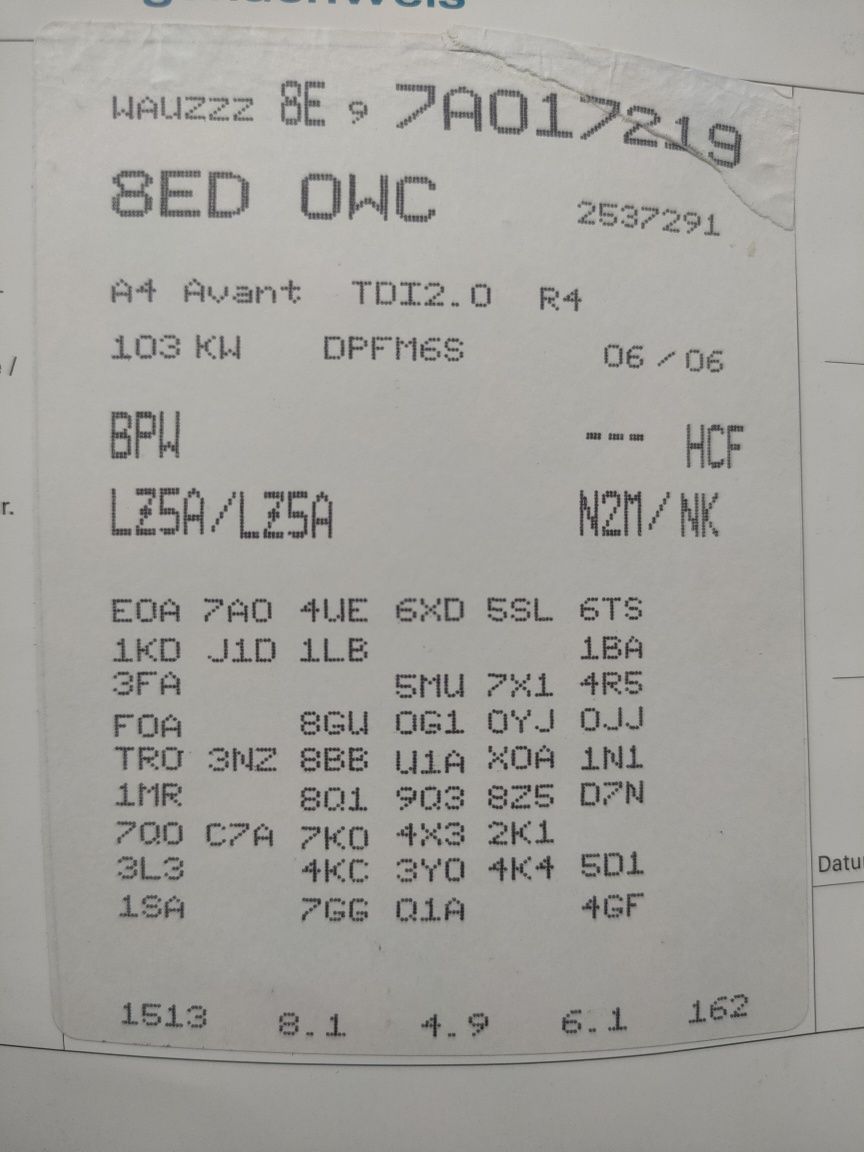 WAUZZZ 8E 9 7A017219
8ED 0WC 2537291
A4 Avant TDI2.0 R4
103 KW DPFM6S 06/06
BPW --- HCF
LZ5A/LZ5A N2M/NK
E0A 7A0 4UE 6XD 5SL 6TS
1KD J1D 1LB 1BA
3FA 5MU 7X1 4R5
F0A 8GU 0G1 0YJ 0JJ
TR0 3NZ 8BB U1A X0A 1N1
1MR 8Q1 9Q3 8Z5 D7N
7Q0 C7A 7K0 4X3 2K1
3L3 4KC 3Y0 4K4 5D1
1SA 7GG Q1A 4GF
1513 8.1 4.9 6.1 162